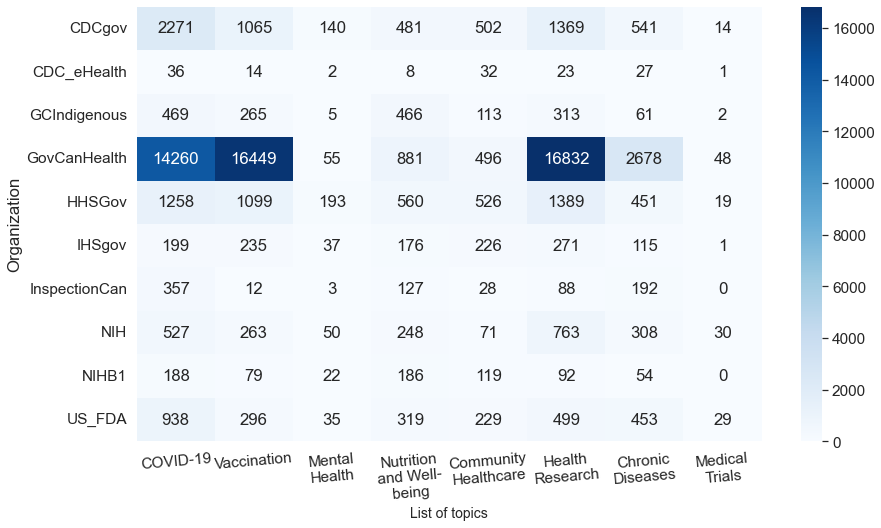 CDCgov 2271 1065 140 481 502 1369 541 14
CDC_eHealth 36 14 2 8 32 23 27 1
GCIndigenous 469 265 5 466 113 313 61 2
GovCanHealth 14260 16449 55 881 496 16832 2678 48
HHSGov 1258 1099 193 560 526 1389 451 19
IHSgov 199 235 37 176 226 271 115 1
InspectionCan 357 12 3 127 28 88 192 0
NIH 527 263 50 248 71 763 308 30
NIHB1 188 79 22 186 119 92 54 0
US_FDA 938 296 35 319 229 499 453 29
Organization
COVID-19
Vaccination
Mental
Health
Nutrition
and Well-
being
Community
Healthcare
Health
Research
Chronic
Diseases
Medical
Trials
List of topics
16000
14000
12000
10000
8000
6000
4000
2000
0